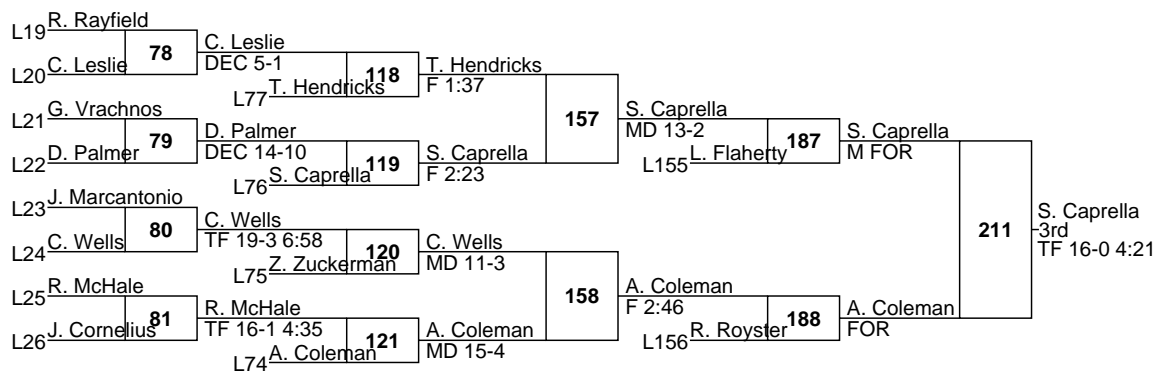 L19 R. Rayfield
78
L20 C. Leslie
C. Leslie
DEC 5-1
118
L77 T. Hendricks
T. Hendricks
F 1:37
L21 G. Vrachnos
79
L22 D. Palmer
D. Palmer
DEC 14-10
119
L76 S. Caprella
S. Caprella
F 2:23
157
S. Caprella
MD 13-2
187
L155 L. Flaherty
S. Caprella
M FOR
L23 J. Marcantonio
80
L24 C. Wells
C. Wells
TF 19-3 6:58
120
L75 Z. Zuckerman
C. Wells
MD 11-3
L25 R. McHale
81
L26 J. Cornelius
R. McHale
TF 16-1 4:35
121
L74 A. Coleman
A. Coleman
MD 15-4
158
A. Coleman
F 2:46
188
L156 R. Royster
A. Coleman
FOR
211
S. Caprella
3rd
TF 16-0 4:21